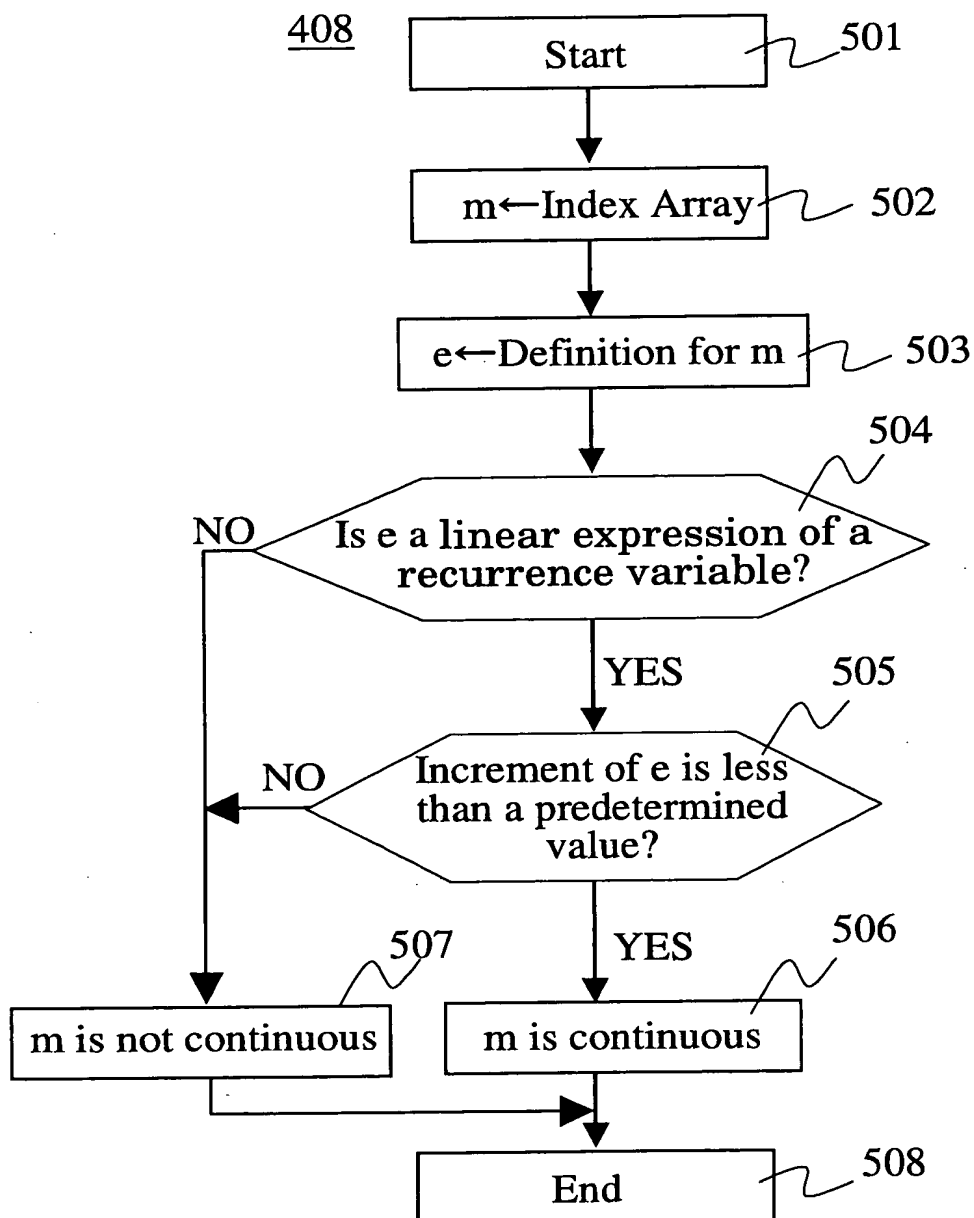 408
Start
501
m←Index Array
502
e←Definition for m
503
504
NO
Is e a linear expression of a
recurrence variable?
YES
505
NO
Increment of e is less
than a predetermined
value?
YES
507
506
m is not continuous
m is continuous
End
508